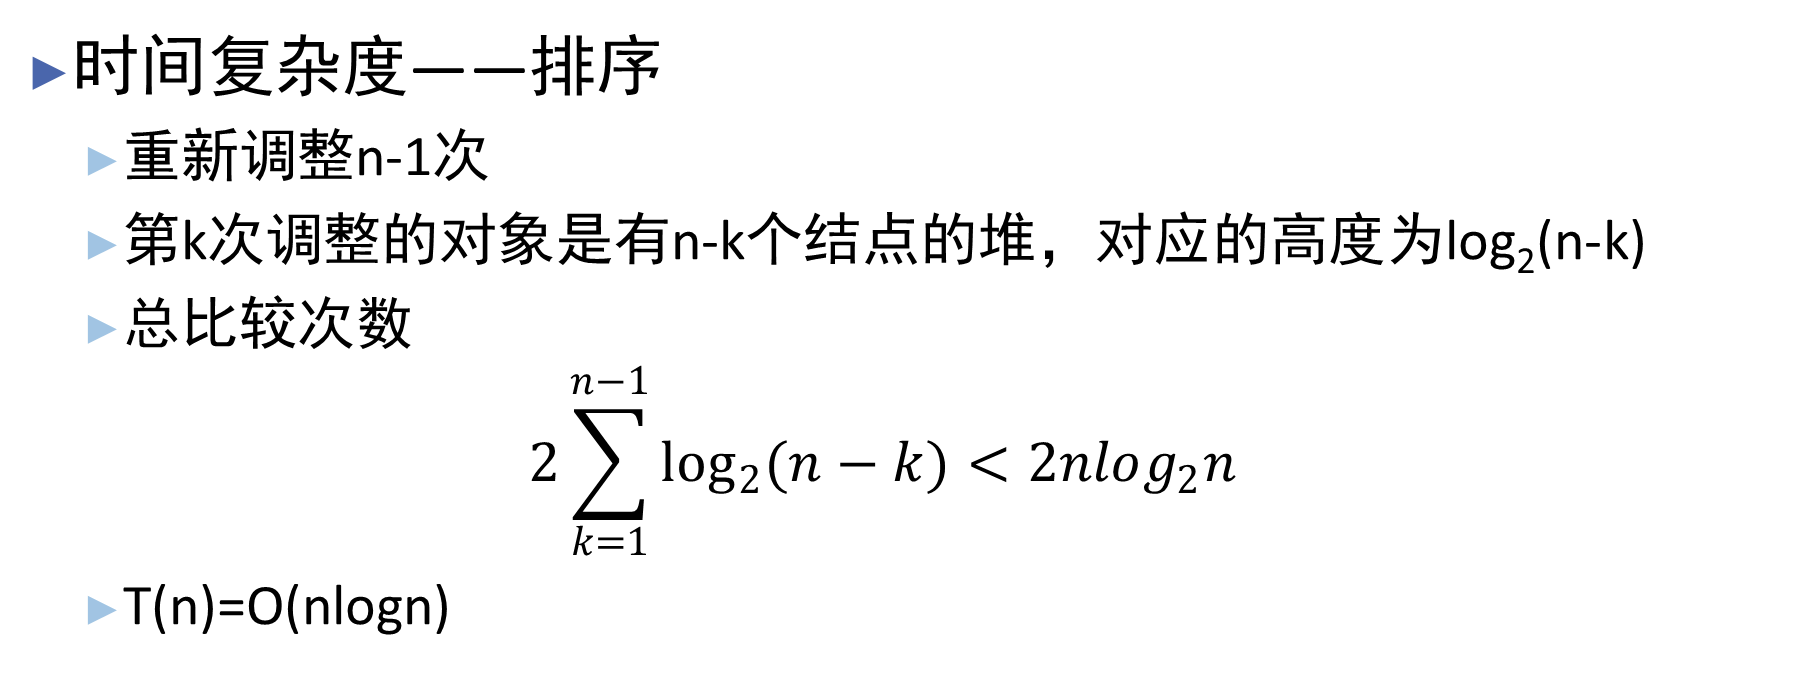 时间复杂度——排序
重新调整n-1次
第k次调整的对象是有n-k个结点的堆，对应的高度为log₂(n-k)
总比较次数
2 ∑_{k=1}^{n−1} log₂(n − k) < 2nlog₂n
T(n)=O(nlogn)